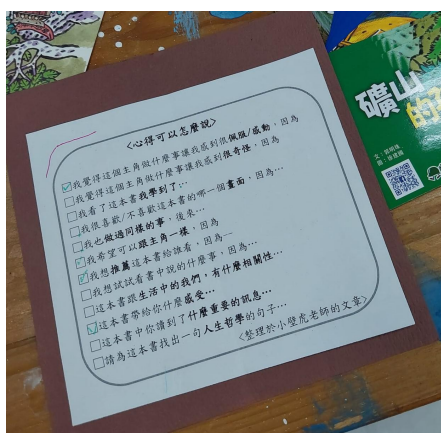 <心得可以怎麼說>
我覺得這個主角做什麼事讓我感到很佩服/感動,因為
我覺得這個主角做什麼事讓我感到很奇怪,因為
我看了這本書我學到了:…
我很喜歡/不喜歡這本書的哪一個畫面,因為…
我也做過同樣的事,後來…
我希望可以跟主角一樣,因為
我想推薦這本書給誰看,因為…
我想試試看書中說的什麼事,因為…
這本書跟生活中的我們,有什麼相關性…
這本書帶給你什麼感受…
這本書中你讀到了什麼重要的訊息…
請為這本書找出一句人生哲學的句子…
<整理於小壁虎老師的文章>
礦山